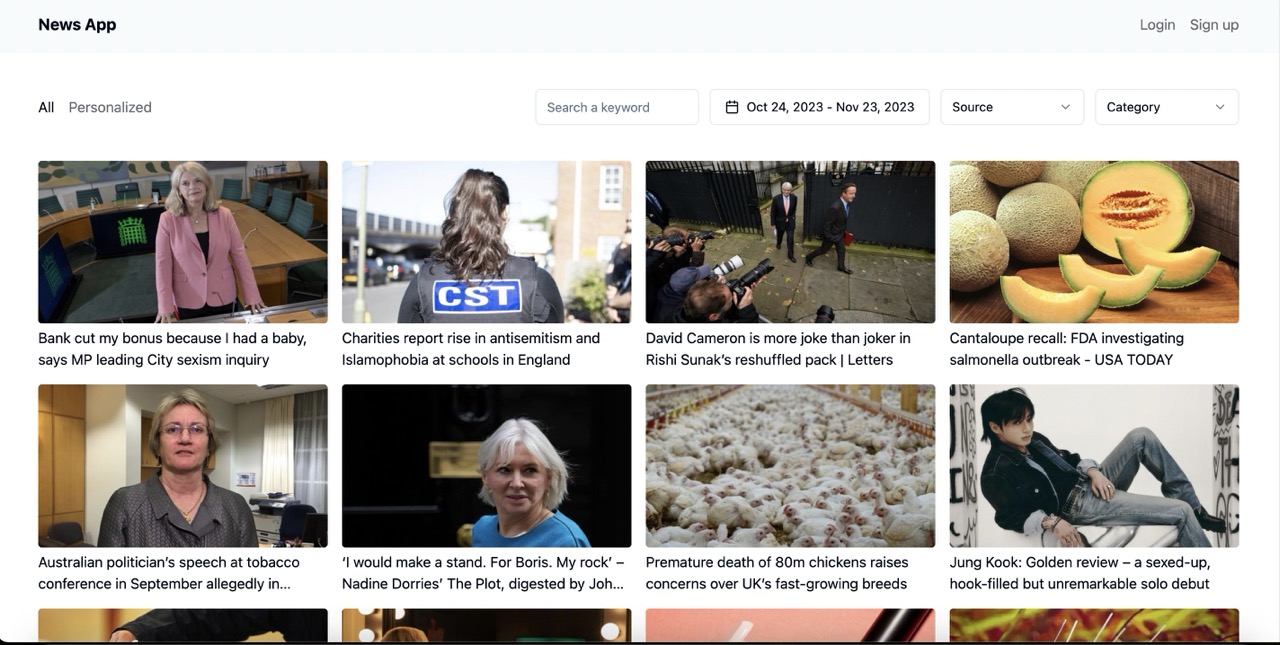 News App
Login Sign up
All Personalized
Search a keyword
Oct 24, 2023 - Nov 23, 2023
Source
Category
CST
Bank cut my bonus because I had a baby,
says MP leading City sexism inquiry
Charities report rise in antisemitism and
Islamophobia at schools in England
David Cameron is more joke than joker in
Rishi Sunak’s reshuffled pack | Letters
Cantaloupe recall: FDA investigating
salmonella outbreak - USA TODAY
Australian politician’s speech at tobacco
conference in September allegedly in...
‘I would make a stand. For Boris. My rock’ –
Nadine Dorries’ The Plot, digested by Joh...
Premature death of 80m chickens raises
concerns over UK’s fast-growing breeds
Jung Kook: Golden review – a sexed-up,
hook-filled but unremarkable solo debut